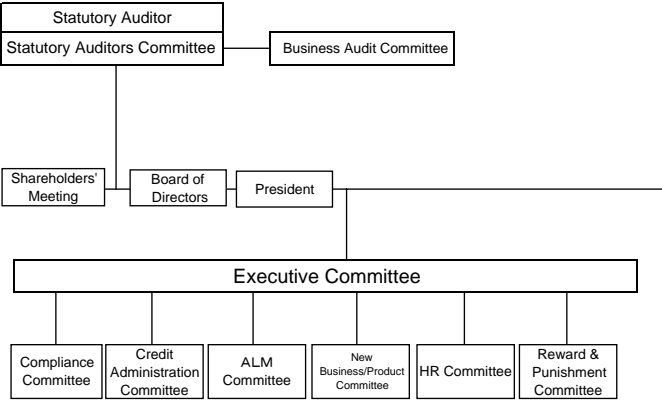 Statutory Auditor
Statutory Auditors Committee
Business Audit Committee
Shareholders'
Meeting
Board of
Directors
President
Executive Committee
Compliance
Committee
Credit
Administration
Committee
ALM
Committee
New
Business/Product
Committee
HR Committee
Reward &
Punishment
Committee